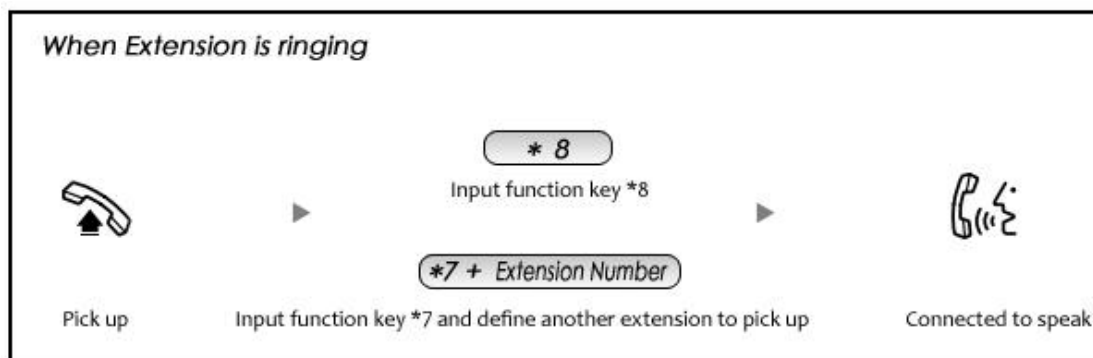 When Extension is ringing
* 8
Input function key *8
*7 + Extension Number
Pick up
Input function key *7 and define another extension to pick up
Connected to speak